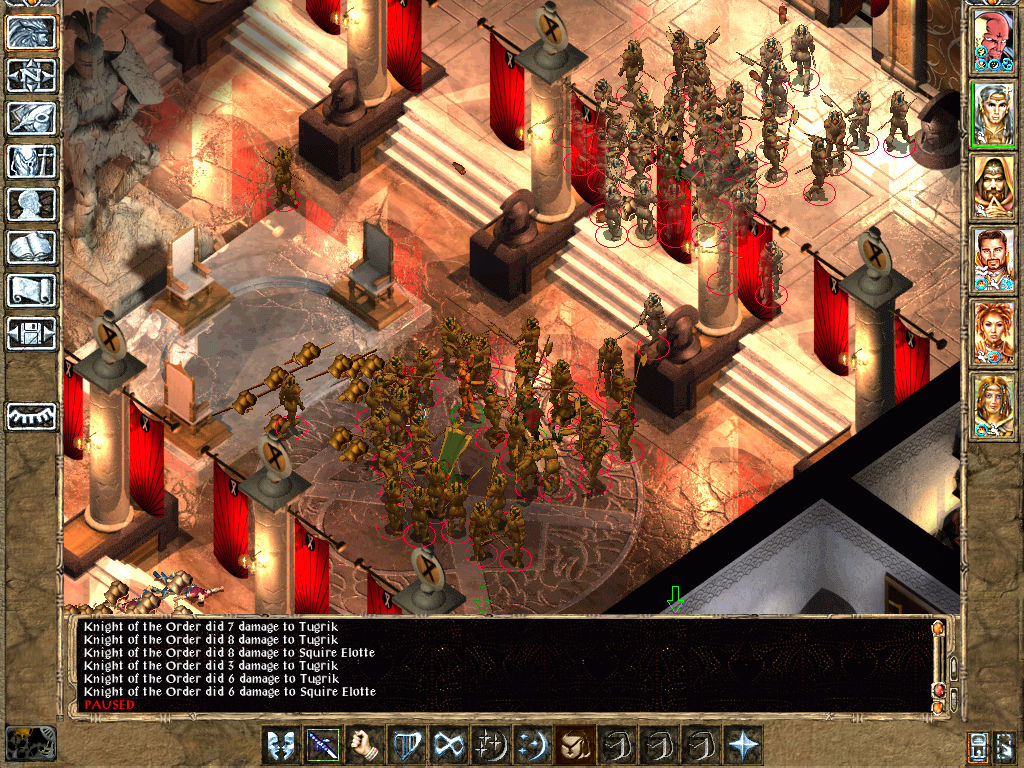 Knight of the Order did 7 damage to Tugrik
Knight of the Order did 8 damage to Tugrik
Knight of the Order did 8 damage to Squire Elotte
Knight of the Order did 3 damage to Tugrik
Knight of the Order did 6 damage to Tugrik
Knight of the Order did 6 damage to Squire Elotte
PAUSED